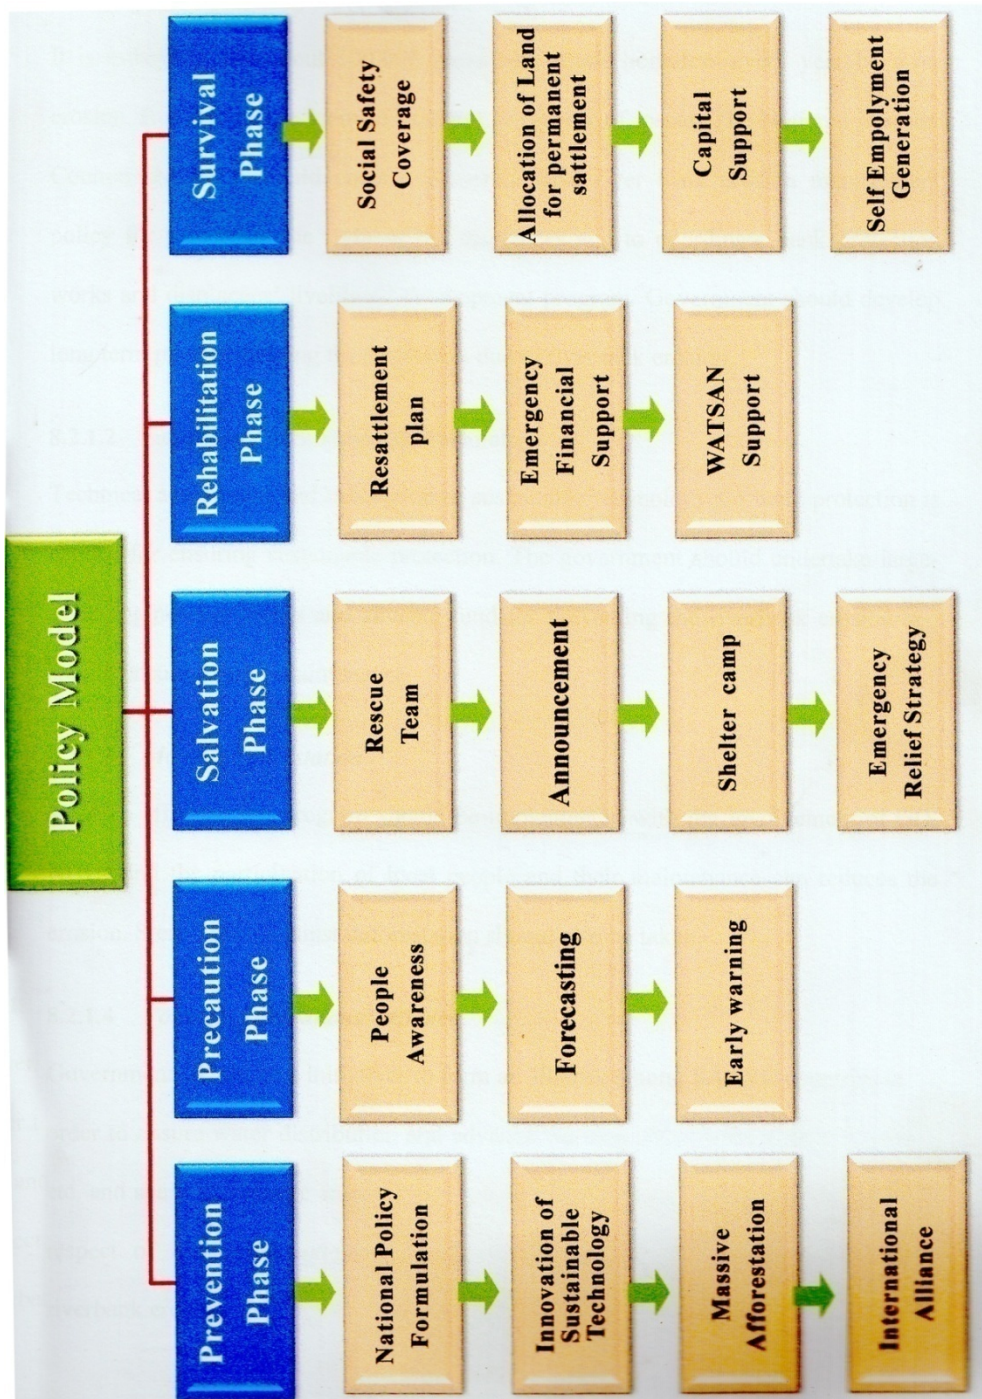 Policy Model
Prevention
Phase
National Policy
Formulation
Innovation of
Sustainable
Technology
Massive
Afforestation
International
Alliance
Precaution
Phase
People
Awareness
Forecasting
Early warning
Salvation
Phase
Rescue
Team
Announcement
Shelter camp
Emergency
Relief Strategy
Rehabilitation
Phase
Resattlement
plan
Emergency
Financial
Support
WATSAN
Support
Survival
Phase
Social Safety
Coverage
Allocation of Land
for permanent
sattlement
Capital
Support
Self Empolyment
Generation